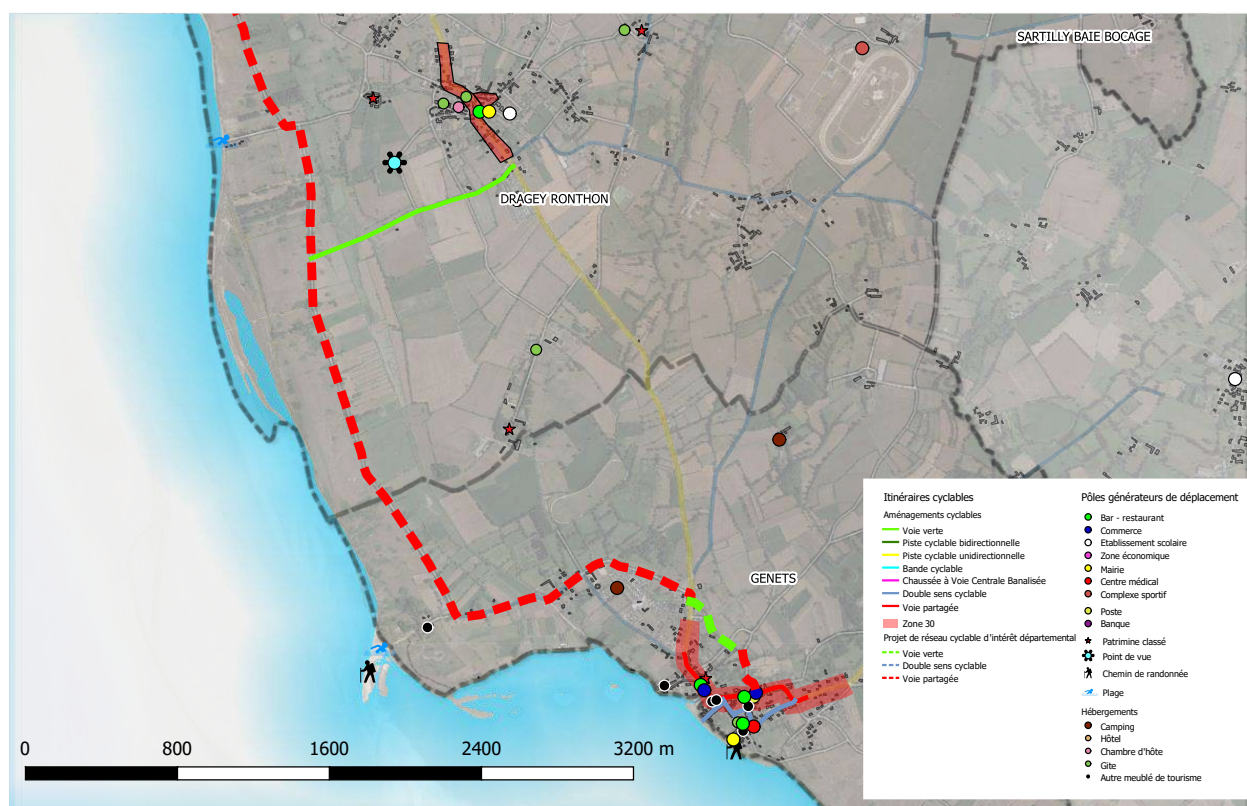 SARTILLY BAIE BOCAGE
DRAGEY RONTHON
GENETS
0 800 1600 2400 3200 m
Itinéraires cyclables
Aménagements cyclables
Voie verte
Piste cyclable bidirectionnelle
Piste cyclable unidirectionnelle
Bande cyclable
Chaussée à Voie Centrale Banalisée
Double sens cyclable
Voie partagée
Zone 30
Projet de réseau cyclable d'intérêt départemental
Voie verte
Double sens cyclable
Voie partagée
Pôles générateurs de déplacement
Bar - restaurant
Commerce
Etablissement scolaire
Zone économique
Mairie
Centre médical
Complexe sportif
Poste
Banque
Patrimine classé
Point de vue
Chemin de randonnée
Plage
Hébergements
Camping
Hôtel
Chambre d'hôte
Gite
Autre meublé de tourisme